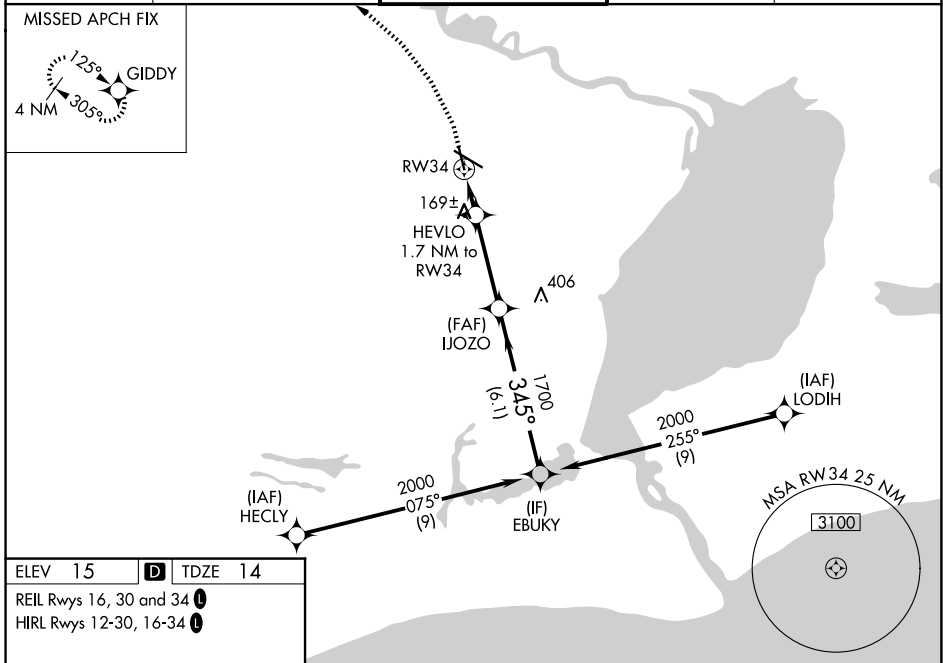 MISSED APCH FIX
125°
GIDDY
4 NM
305°
RW34
169±
HEVLO
1.7 NM to
RW34
406
(FAF)
IJOZO
1700
345°
(6.1)
(IAF)
LODIH
2000
255°
(9)
(IAF)
HECLY
2000
075°
(9)
(IF)
EBUKY
MSA RW34 25 NM
3100
ELEV 15 D TDZE 14
REIL Rwys 16, 30 and 34 L
HIRL Rwys 12-30, 16-34 L